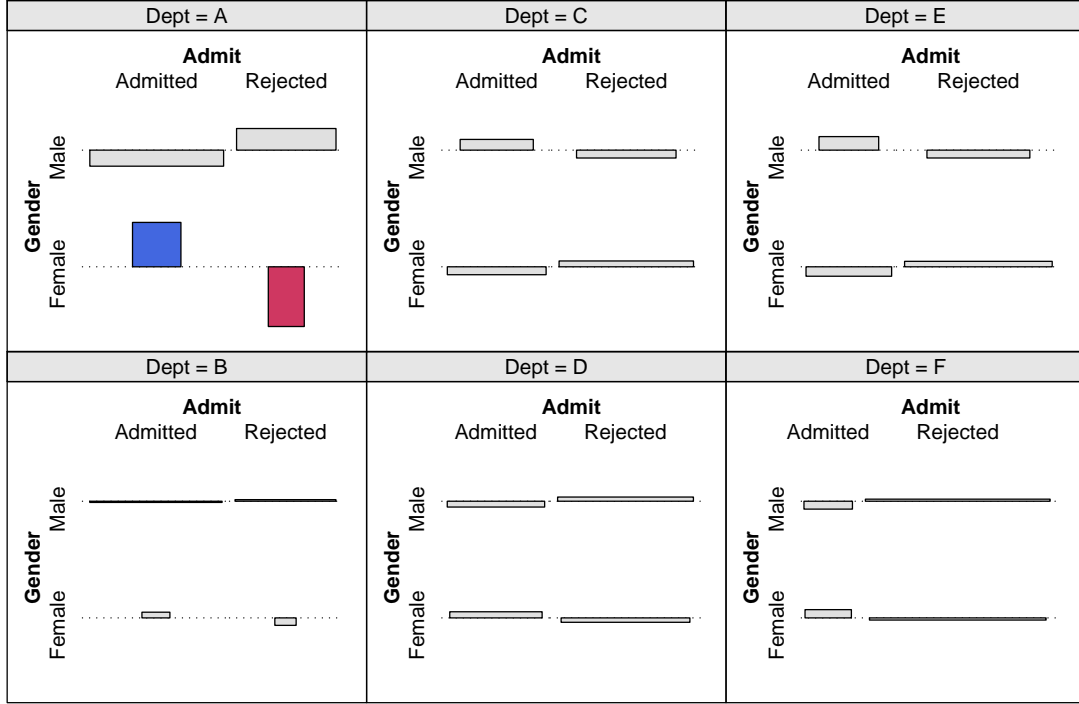 Dept = A
Admit
Admitted Rejected
Gender
Male
Female
Dept = C
Admit
Admitted Rejected
Gender
Male
Female
Dept = E
Admit
Admitted Rejected
Gender
Male
Female
Dept = B
Admit
Admitted Rejected
Gender
Male
Female
Dept = D
Admit
Admitted Rejected
Gender
Male
Female
Dept = F
Admit
Admitted Rejected
Gender
Male
Female